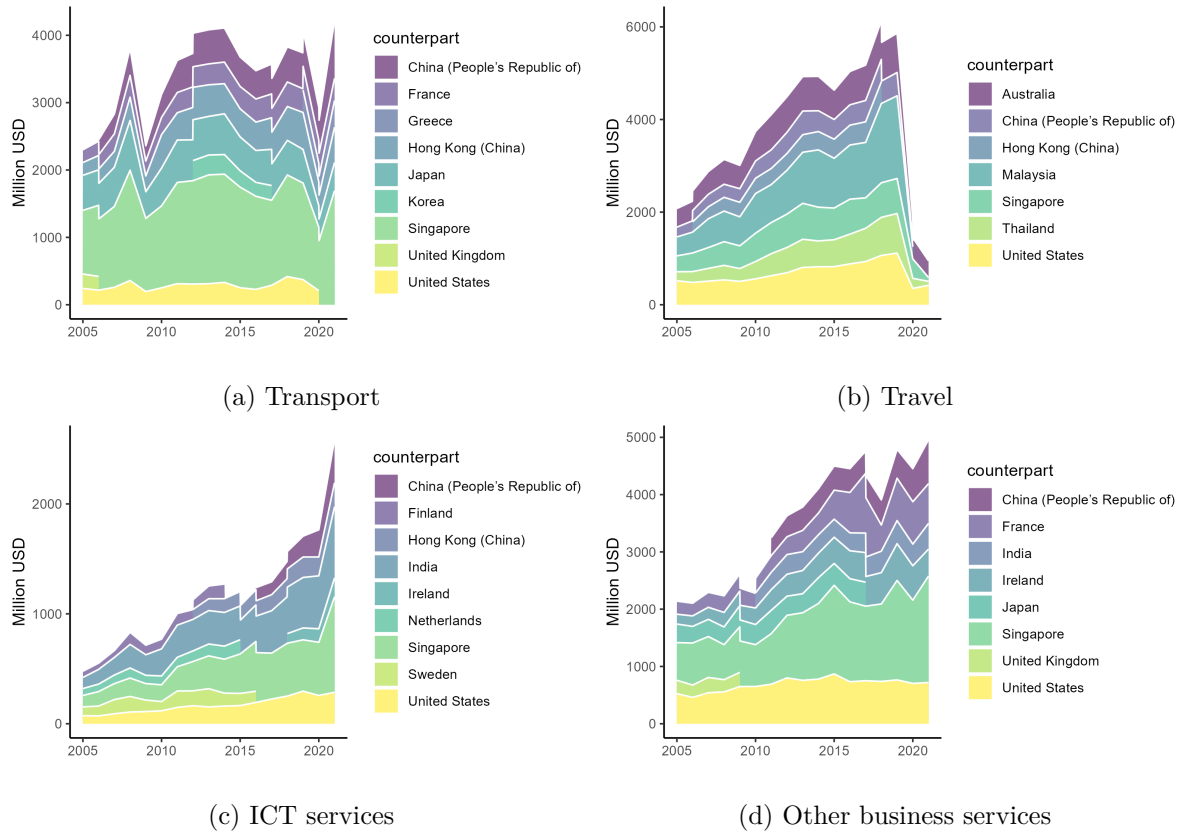 Million USD
4000
3000
2000
1000
0
2005 2010 2015 2020
counterpart
China (People's Republic of)
France
Greece
Hong Kong (China)
Japan
Korea
Singapore
United Kingdom
United States
(a) Transport
Million USD
6000
4000
2000
0
2005 2010 2015 2020
counterpart
Australia
China (People's Republic of)
Hong Kong (China)
Malaysia
Singapore
Thailand
United States
(b) Travel
Million USD
2000
1000
0
2005 2010 2015 2020
counterpart
China (People's Republic of)
Finland
Hong Kong (China)
India
Ireland
Netherlands
Singapore
Sweden
United States
(c) ICT services
Million USD
5000
4000
3000
2000
1000
0
2005 2010 2015 2020
counterpart
China (People's Republic of)
France
India
Ireland
Japan
Singapore
United Kingdom
United States
(d) Other business services